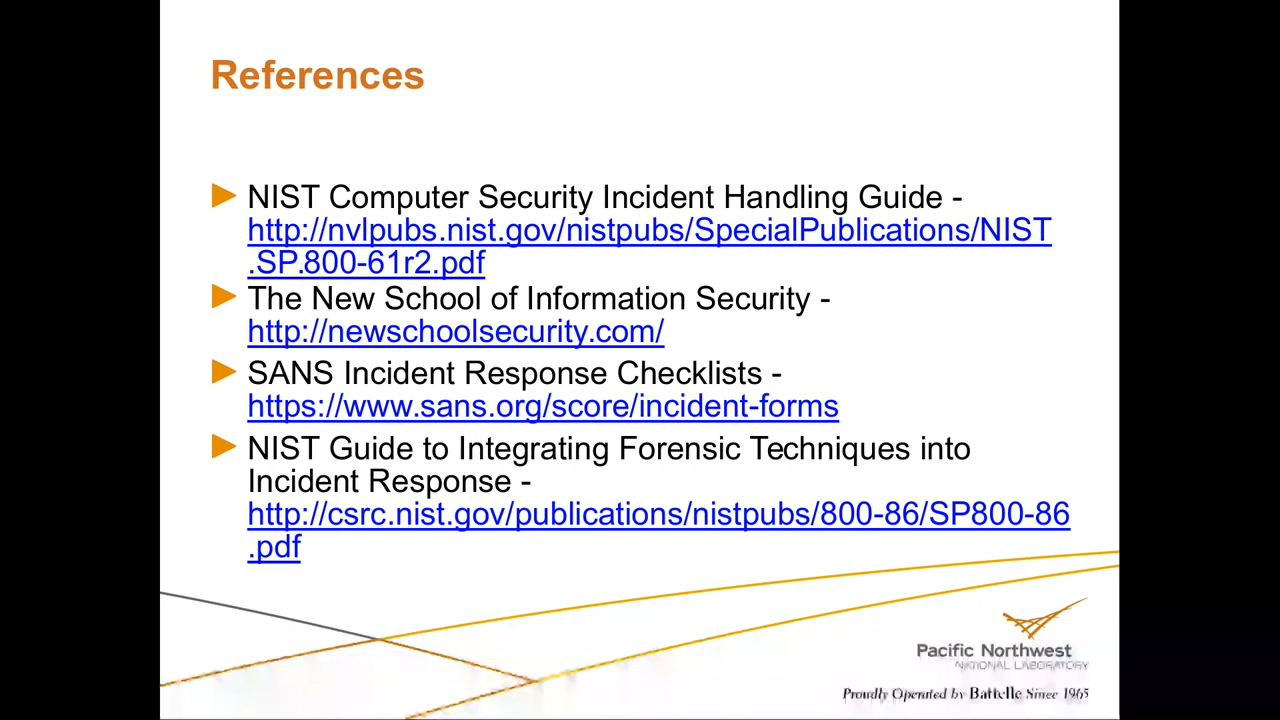 References
NIST Computer Security Incident Handling Guide -
http://nvlpubs.nist.gov/nistpubs/SpecialPublications/NIST
.SP.800-61r2.pdf
The New School of Information Security -
http://newschoolsecurity.com/
SANS Incident Response Checklists -
https://www.sans.org/score/incident-forms
NIST Guide to Integrating Forensic Techniques into
Incident Response -
http://csrc.nist.gov/publications/nistpubs/800-86/SP800-86
.pdf
Pacific Northwest
NATIONAL LABORATORY
Proudly Operated by Battelle Since 1965